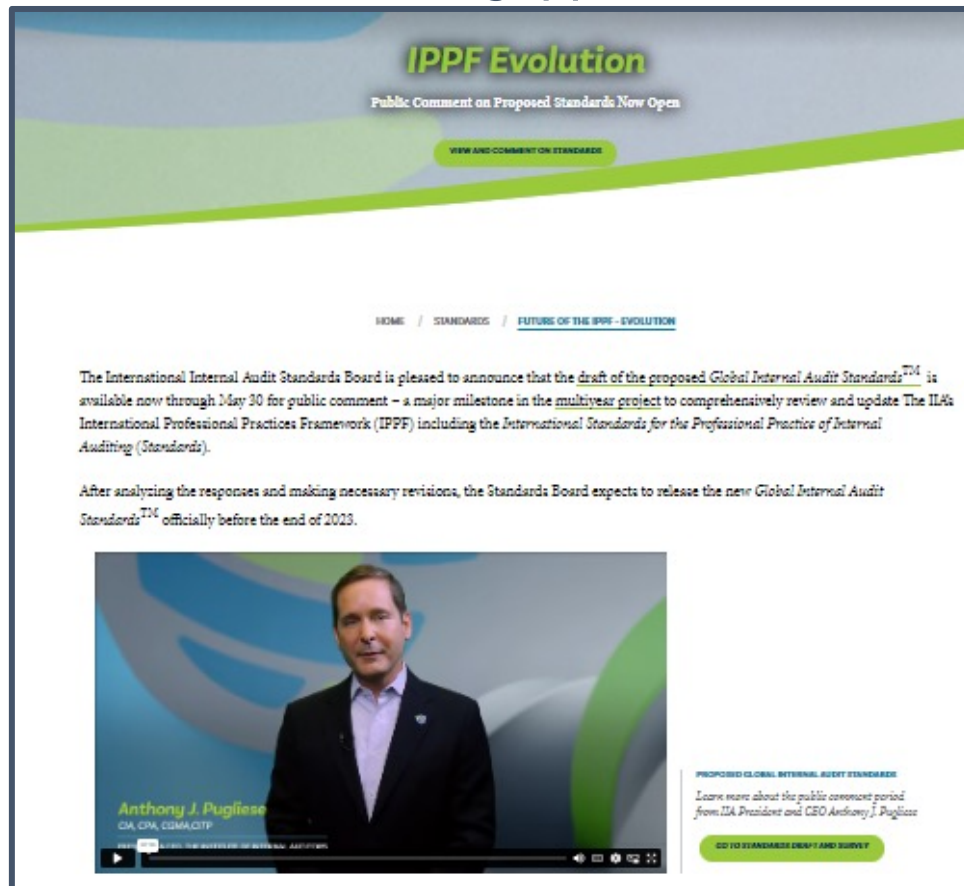 IPPF Evolution
Public Comment on Proposed Standards Now Open
VIEW AND COMMENT ON STANDARDS
HOME / STANDARDS / FUTURE OF THE IPPF - EVOLUTION
The International Internal Audit Standards Board is pleased to announce that the draft of the proposed Global Internal Audit Standards™ is
available now through May 30 for public comment – a major milestone in the multiyear project to comprehensively review and update The IIA's
International Professional Practices Framework (IPPF) including the International Standards for the Professional Practice of Internal
Auditing (Standards).
After analyzing the responses and making necessary revisions, the Standards Board expects to release the new Global Internal Audit
Standards™ officially before the end of 2023.
Anthony J. Pugliese
CIA, CPA, CGMA, CITP
PROPOSED GLOBAL INTERNAL AUDIT STANDARDS
Learn more about the public comment period
from IIA President and CEO Anthony J. Pugliese
GO TO STANDARDS DRAFT AND SURVEY